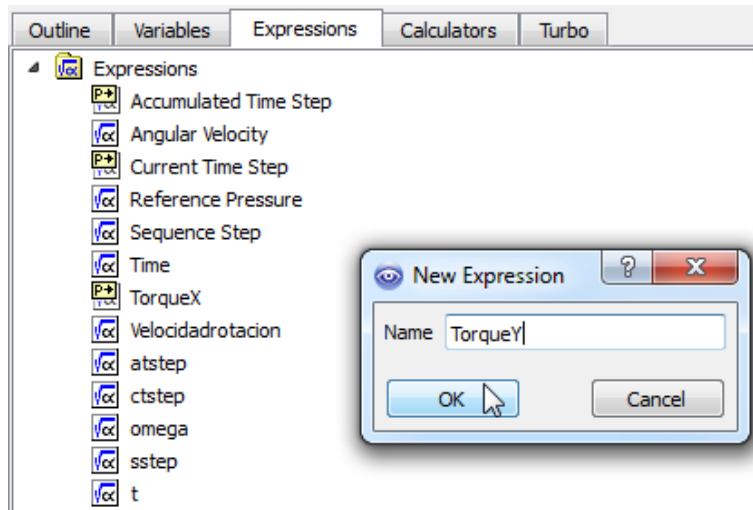 Outline Variables Expressions Calculators Turbo
Expressions
Accumulated Time Step
Angular Velocity
Current Time Step
Reference Pressure
Sequence Step
Time
TorqueX
Velocidadrotacion
atstep
ctstep
omega
sstep
t
New Expression
Name TorqueY
OK Cancel